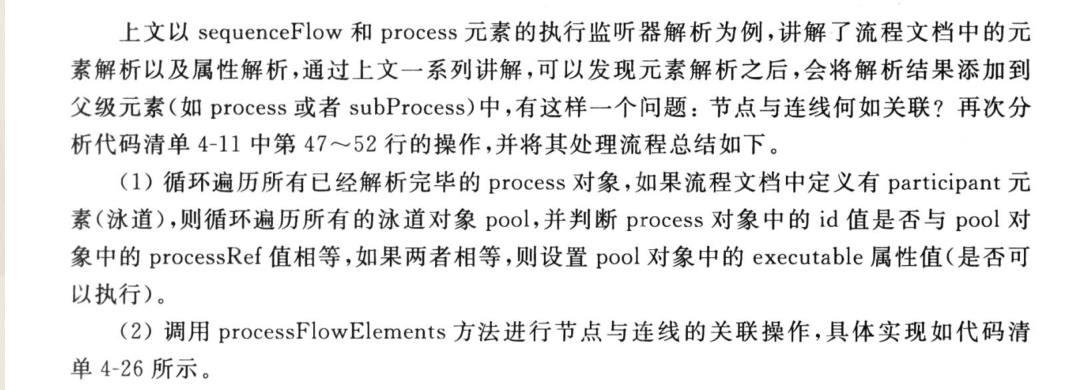 上文以 sequenceFlow 和 process 元素的执行监听器解析为例,讲解了流程文档中的元
素解析以及属性解析,通过上文一系列讲解,可以发现元素解析之后,会将解析结果添加到
父级元素(如 process 或者 subProcess)中,有这样一个问题：节点与连线何如关联？再次分
析代码清单 4-11 中第 47～52 行的操作,并将其处理流程总结如下。
(1) 循环遍历所有已经解析完毕的 process 对象,如果流程文档中定义有 participant 元
素(泳道),则循环遍历所有的泳道对象 pool,并判断 process 对象中的 id 值是否与 pool 对
象中的 processRef 值相等,如果两者相等,则设置 pool 对象中的 executable 属性值(是否可
以执行)。
(2) 调用 processFlowElements 方法进行节点与连线的关联操作,具体实现如代码清
单 4-26 所示。